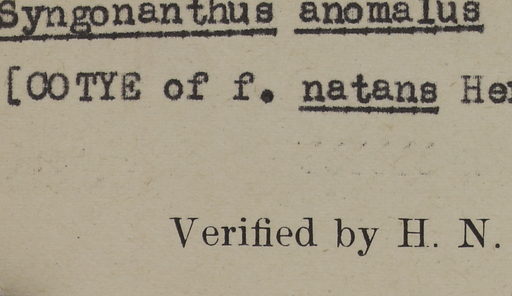 Syngonanthus anomalus
[COTYE of f. natans
Verified by H. N.